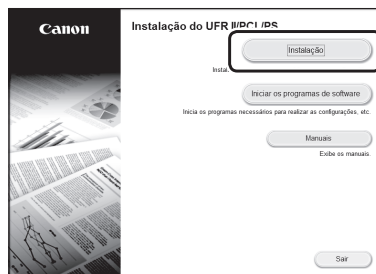 Canon
Instalação do UFR II/PCL/PS
Instalação
Instal
Iniciar os programas de software
Inicia os programas necessários para realizar as configurações, etc.
Manuais
Exibe os manuais.
Sair